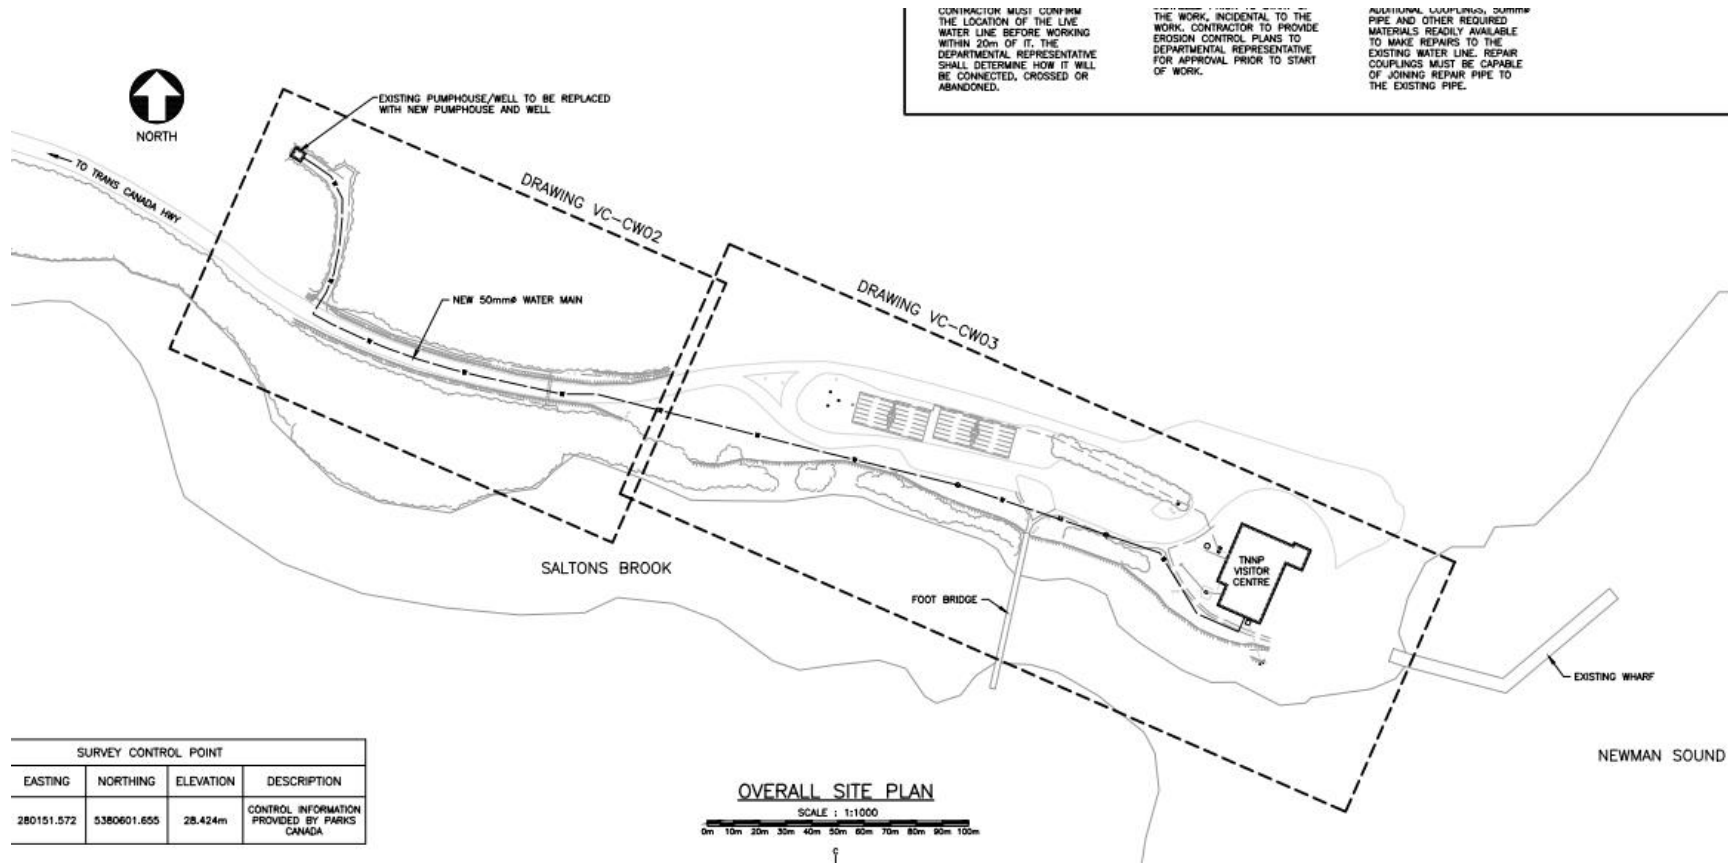 CONTRACTOR MUST CONFIRM
THE LOCATION OF THE LIVE
WATER LINE BEFORE WORKING
WITHIN 20m OF IT. THE
DEPARTMENTAL REPRESENTATIVE
SHALL DETERMINE HOW IT WILL
BE CONNECTED, CROSSED OR
ABANDONED.
THE WORK, INCIDENTAL TO THE
WORK. CONTRACTOR TO PROVIDE
EROSION CONTROL PLANS TO
DEPARTMENTAL REPRESENTATIVE
FOR APPROVAL PRIOR TO START
OF WORK.
ADDITIONAL COUPLINGS, 50mmø
PIPE AND OTHER REQUIRED
MATERIALS READILY AVAILABLE
TO MAKE REPAIRS TO THE
EXISTING WATER LINE. REPAIR
COUPLINGS MUST BE CAPABLE
OF JOINING REPAIR PIPE TO
THE EXISTING PIPE.
NORTH
EXISTING PUMPHOUSE/WELL TO BE REPLACED
WITH NEW PUMPHOUSE AND WELL
TO TRANS CANADA HWY
DRAWING VC-CW02
NEW 50mmø WATER MAIN
DRAWING VC-CW03
SALTONS BROOK
FOOT BRIDGE
TNNP
VISITOR
CENTRE
EXISTING WHARF
NEWMAN SOUND
SURVEY CONTROL POINT
EASTING NORTHING ELEVATION DESCRIPTION
280151.572 5380601.655 28.424m CONTROL INFORMATION
PROVIDED BY PARKS
CANADA
OVERALL SITE PLAN
SCALE : 1:1000
0m 10m 20m 30m 40m 50m 60m 70m 80m 90m 100m